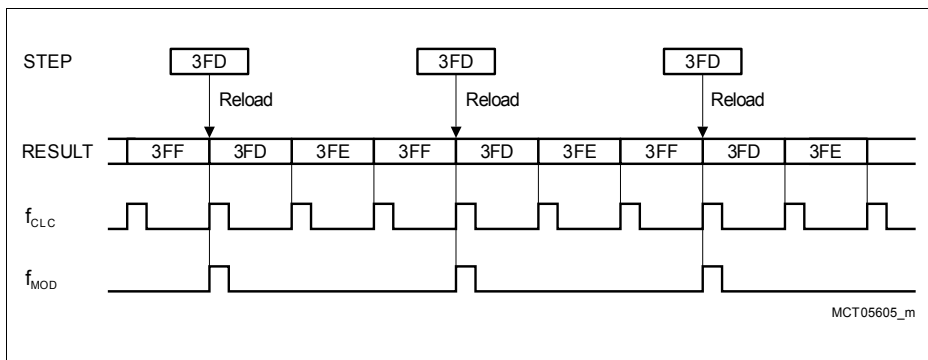 STEP 3FD 3FD 3FD
Reload Reload Reload
RESULT 3FF 3FD 3FE 3FF 3FD 3FE 3FF 3FD 3FE
fCLC
fMOD
MCT05605_m